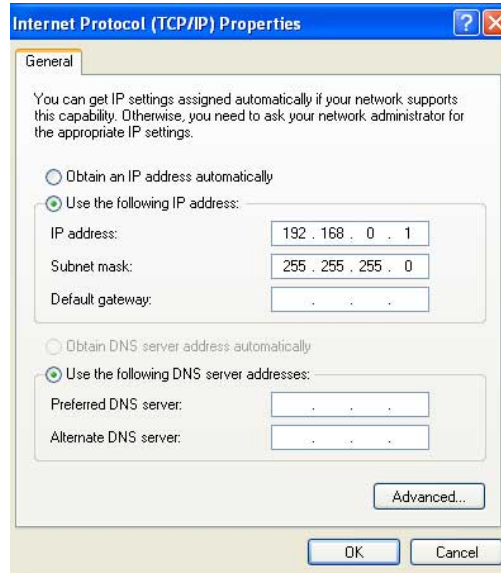 Internet Protocol (TCP/IP) Properties
General
You can get IP settings assigned automatically if your network supports
this capability. Otherwise, you need to ask your network administrator for
the appropriate IP settings.
Obtain an IP address automatically
Use the following IP address:
IP address: 192 . 168 . 0 . 1
Subnet mask: 255 . 255 . 255 . 0
Default gateway: . . .
Obtain DNS server address automatically
Use the following DNS server addresses:
Preferred DNS server: . . .
Alternate DNS server: . . .
Advanced...
OK Cancel